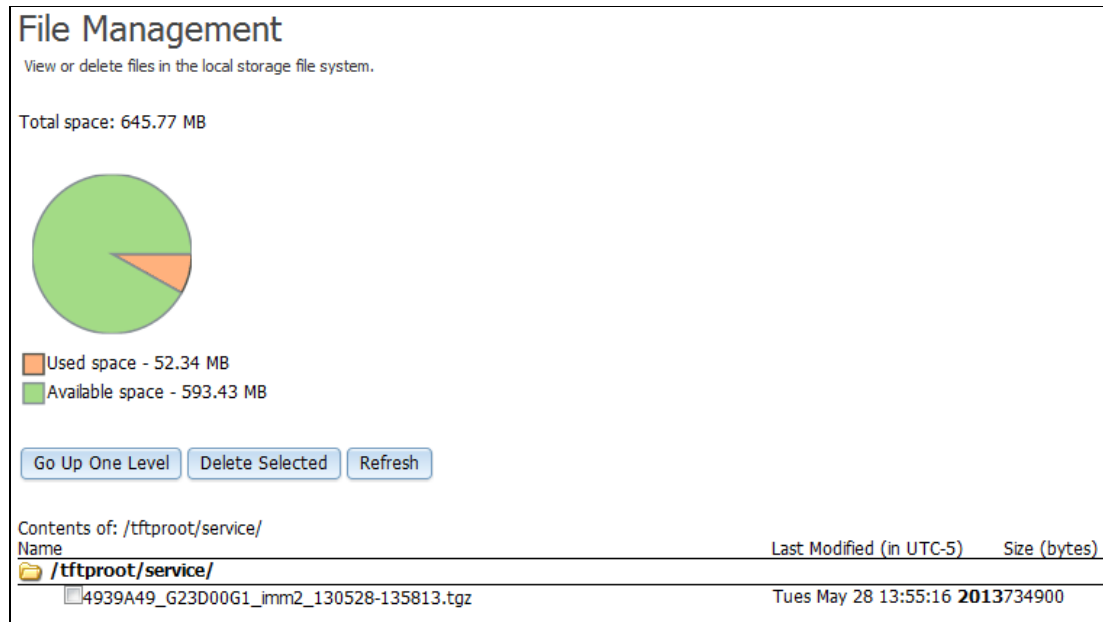 File Management
View or delete files in the local storage file system.
Total space: 645.77 MB
Used space - 52.34 MB
Available space - 593.43 MB
Go Up One Level Delete Selected Refresh
Contents of: /tftproot/service/
Name Last Modified (in UTC-5) Size (bytes)
/tftproot/service/
4939A49_G23D00G1_imm2_130528-135813.tgz Tues May 28 13:55:16 2013734900